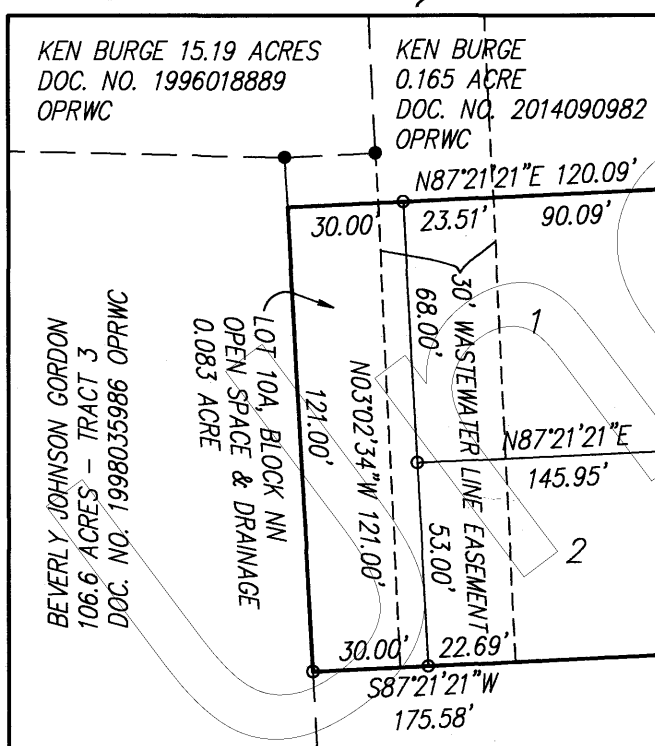 KEN BURGE 15.19 ACRES
DOC. NO. 1996018889
OPRWC
KEN BURGE
0.165 ACRE
DOC. NO. 2014090982
OPRWC
N87°21'21"E 120.09'
30.00'
23.51'
90.09'
BEVERLY JOHNSON GORDON
106.6 ACRES - TRACT 3
DOC. NO. 1998035986 OPRWC
LOT 10A, BLOCK NN
OPEN SPACE & DRAINAGE
0.083 ACRE
121.00'
N03°02'34"W 121.00'
68.00'
30' WASTEWATER LINE EASEMENT
1
N87°21'21"E
145.95'
53.00'
2
30.00'
22.69'
S87°21'21"W
175.58'